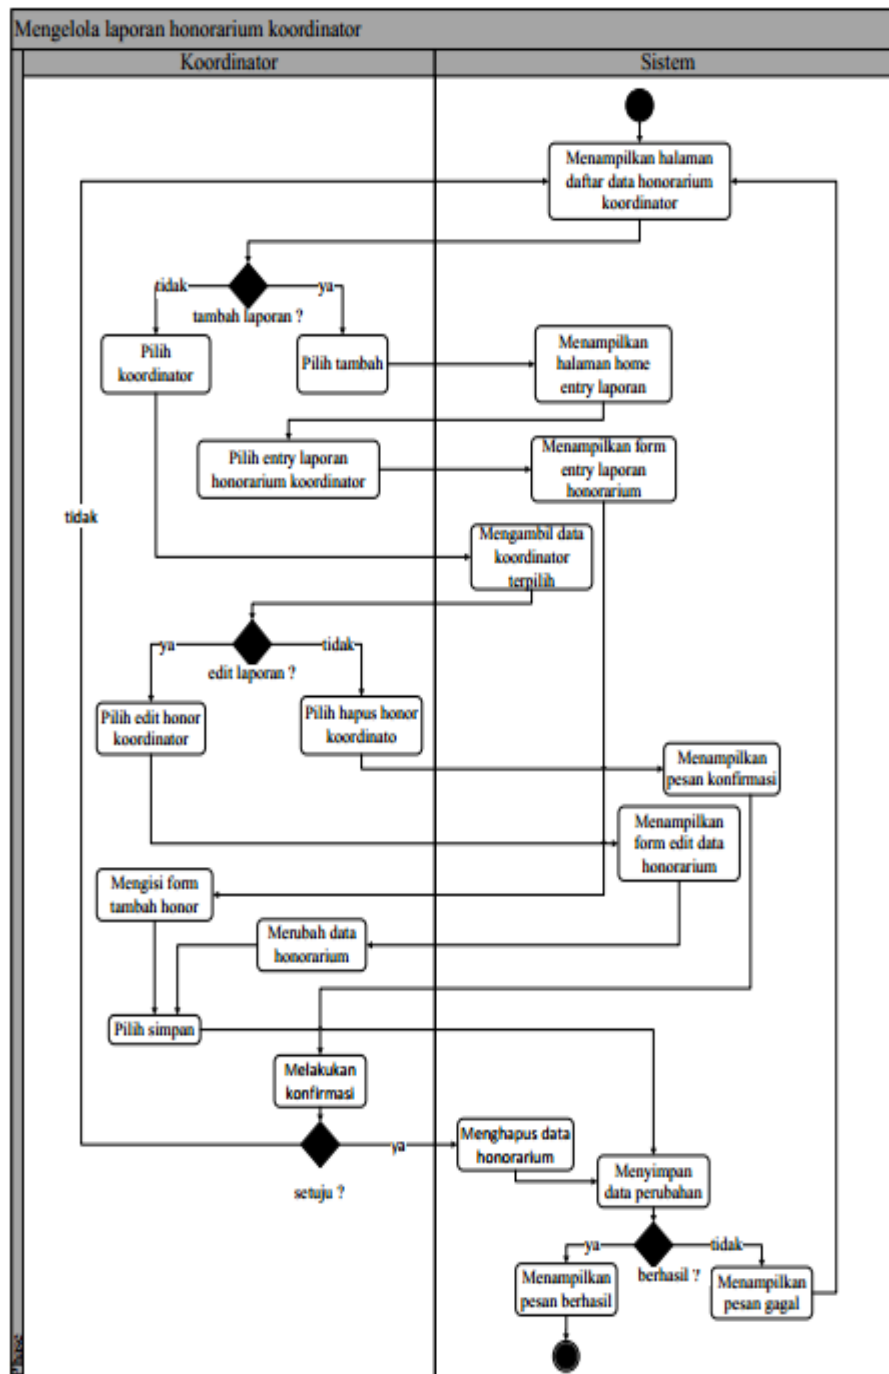 Mengelola laporan honorarium koordinator
Koordinator
Sistem
Menampilkan halaman
daftar data honorarium
koordinator
tidak
ya
tambah laporan ?
Pilih
koordinator
Pilih tambah
Menampilkan
halaman home
entry laporan
Pilih entry laporan
honorarium koordinator
Menampilkan form
entry laporan
honorarium
tidak
Mengambil data
koordinator
terpilih
ya
tidak
edit laporan ?
Pilih edit honor
koordinator
Pilih hapus honor
koordinato
Menampilkan
pesan konfirmasi
Menampilkan
form edit data
honorarium
Mengisi form
tambah honor
Merubah data
honorarium
Pilih simpan
Melakukan
konfirmasi
ya
setuju ?
Menghapus data
honorarium
Menyimpan
data perubahan
ya
tidak
berhasil ?
Menampilkan
pesan berhasil
Menampilkan
pesan gagal
Phase